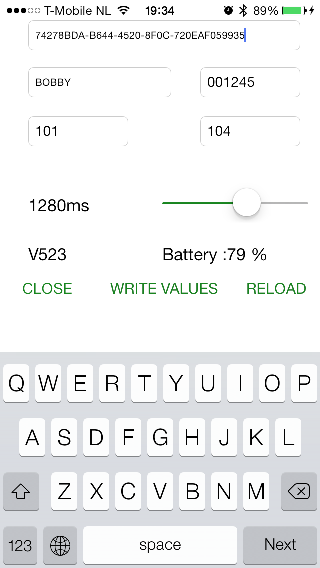 T-Mobile NL 19:34 89%
74278BDA-B644-4520-8F0C-720EAF059935
BOBBY 001245
101 104
1280ms
V523 Battery :79 %
CLOSE WRITE VALUES RELOAD
Q W E R T Y U I O P
A S D F G H J K L
Z X C V B N M
123 space Next